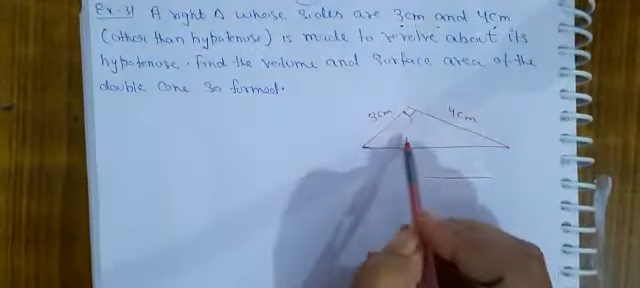 Ex-31 A right Δ whose sides are 3cm and 4cm
(other than hypotenuse) is made to revolve about its
hypotenuse. Find the volume and surface area of the
double cone so formed.
3cm 4cm